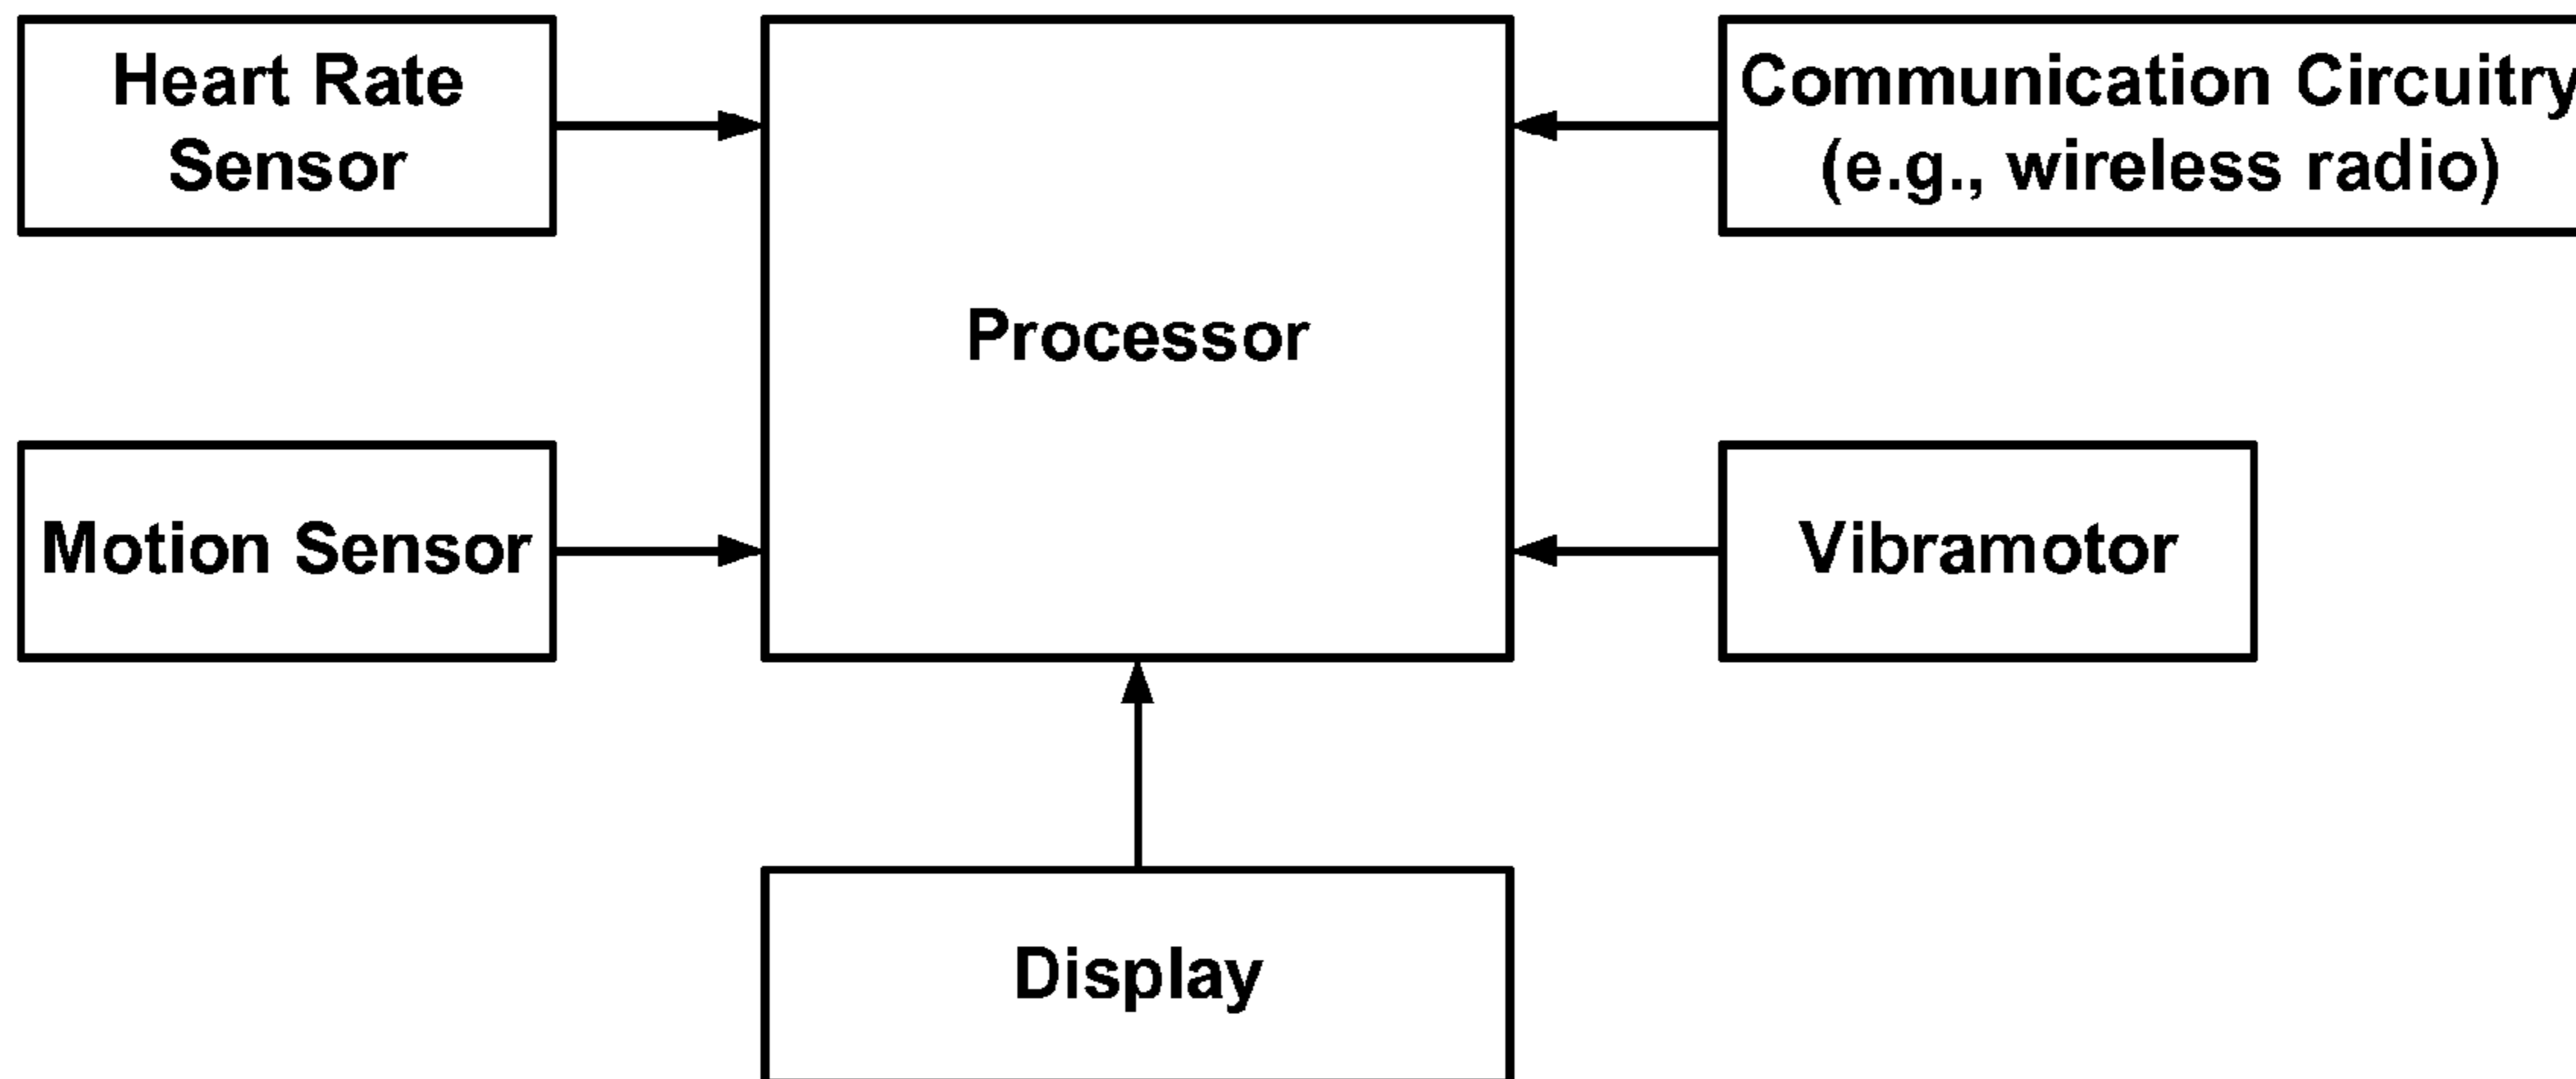 Heart Rate
Sensor
Communication Circuitry
(e.g., wireless radio)
Processor
Motion Sensor
Vibramotor
Display